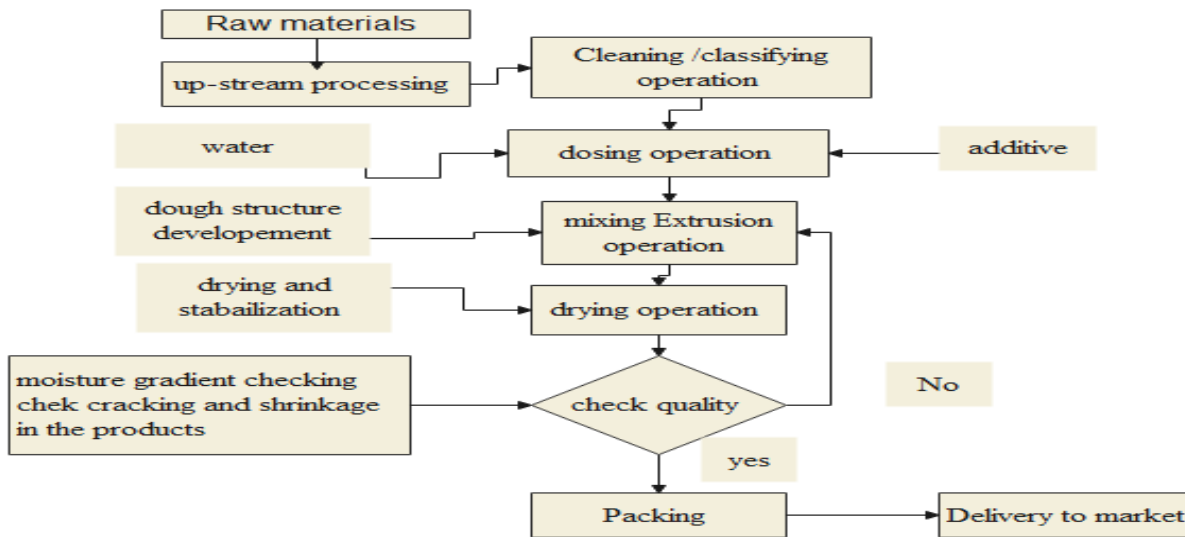 Raw materials
up-stream processing
Cleaning /classifying
operation
water
dosing operation
additive
dough structure
developement
mixing Extrusion
operation
drying and
stabailization
drying operation
moisture gradient checking
chek cracking and shrinkage
in the products
check quality
No
yes
Packing
Delivery to market